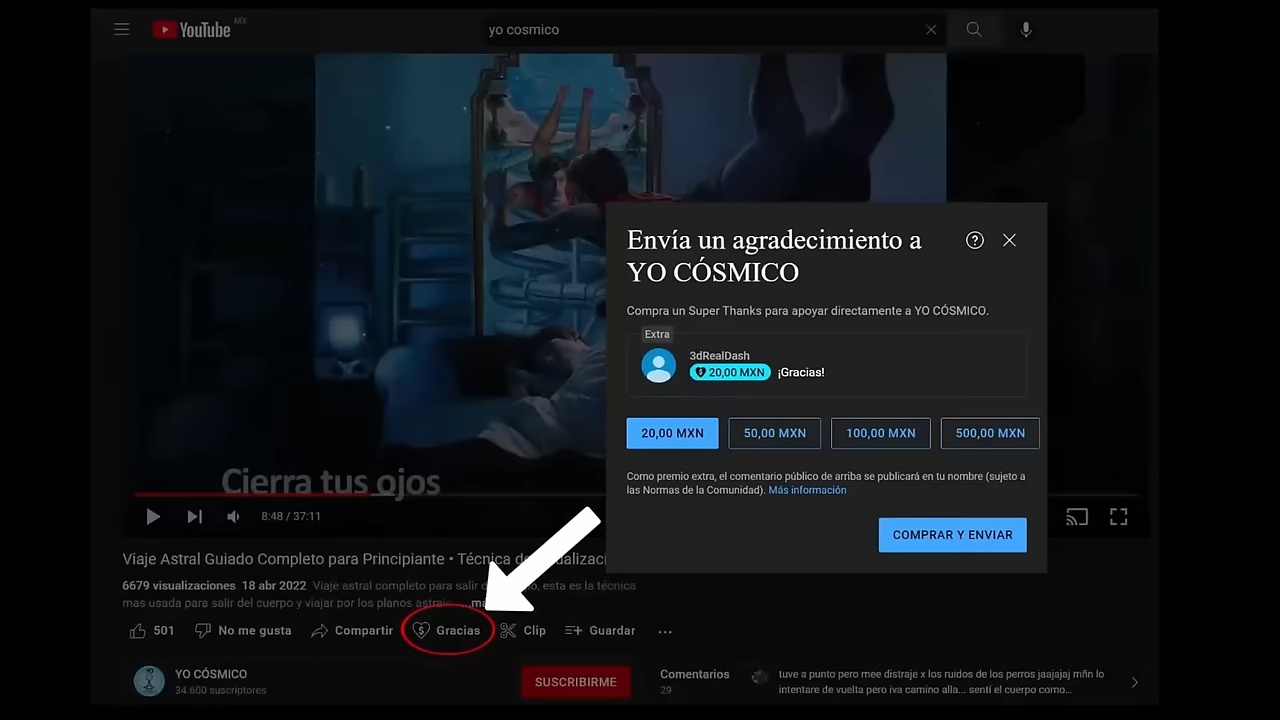 YouTube MX
yo cosmico
Envía un agradecimiento a
YO CÓSMICO
Compra un Super Thanks para apoyar directamente a YO CÓSMICO.
Extra
3dRealDash
20,00 MXN ¡Gracias!
20,00 MXN 50,00 MXN 100,00 MXN 500,00 MXN
Como premio extra, el comentario público de arriba se publicará en tu nombre (sujeto a
las Normas de la Comunidad). Más información
COMPRAR Y ENVIAR
Cierra tus ojos
8:48 / 37:11
Viaje Astral Guiado Completo para Principiante • Técnica de
6679 visualizaciones 18 abr 2022 Viaje astral completo para salir esta es la técnica
mas usada para salir del cuerpo y viajar por los planos
501 No me gusta Compartir Gracias Clip Guardar
YO CÓSMICO
34.600 suscriptores
SUSCRIBIRME
Comentarios
29
tuve a punto pero mee distraje x los ruidos de los perros jaajajaj mñn lo
intentare de vuelta pero iva camino alla... sentí el cuerpo como...